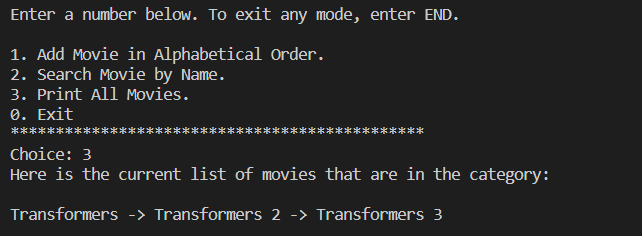 Enter a number below. To exit any mode, enter END.
1. Add Movie in Alphabetical Order.
2. Search Movie by Name.
3. Print All Movies.
0. Exit
**********************************************
Choice: 3
Here is the current list of movies that are in the category:
Transformers -> Transformers 2 -> Transformers 3